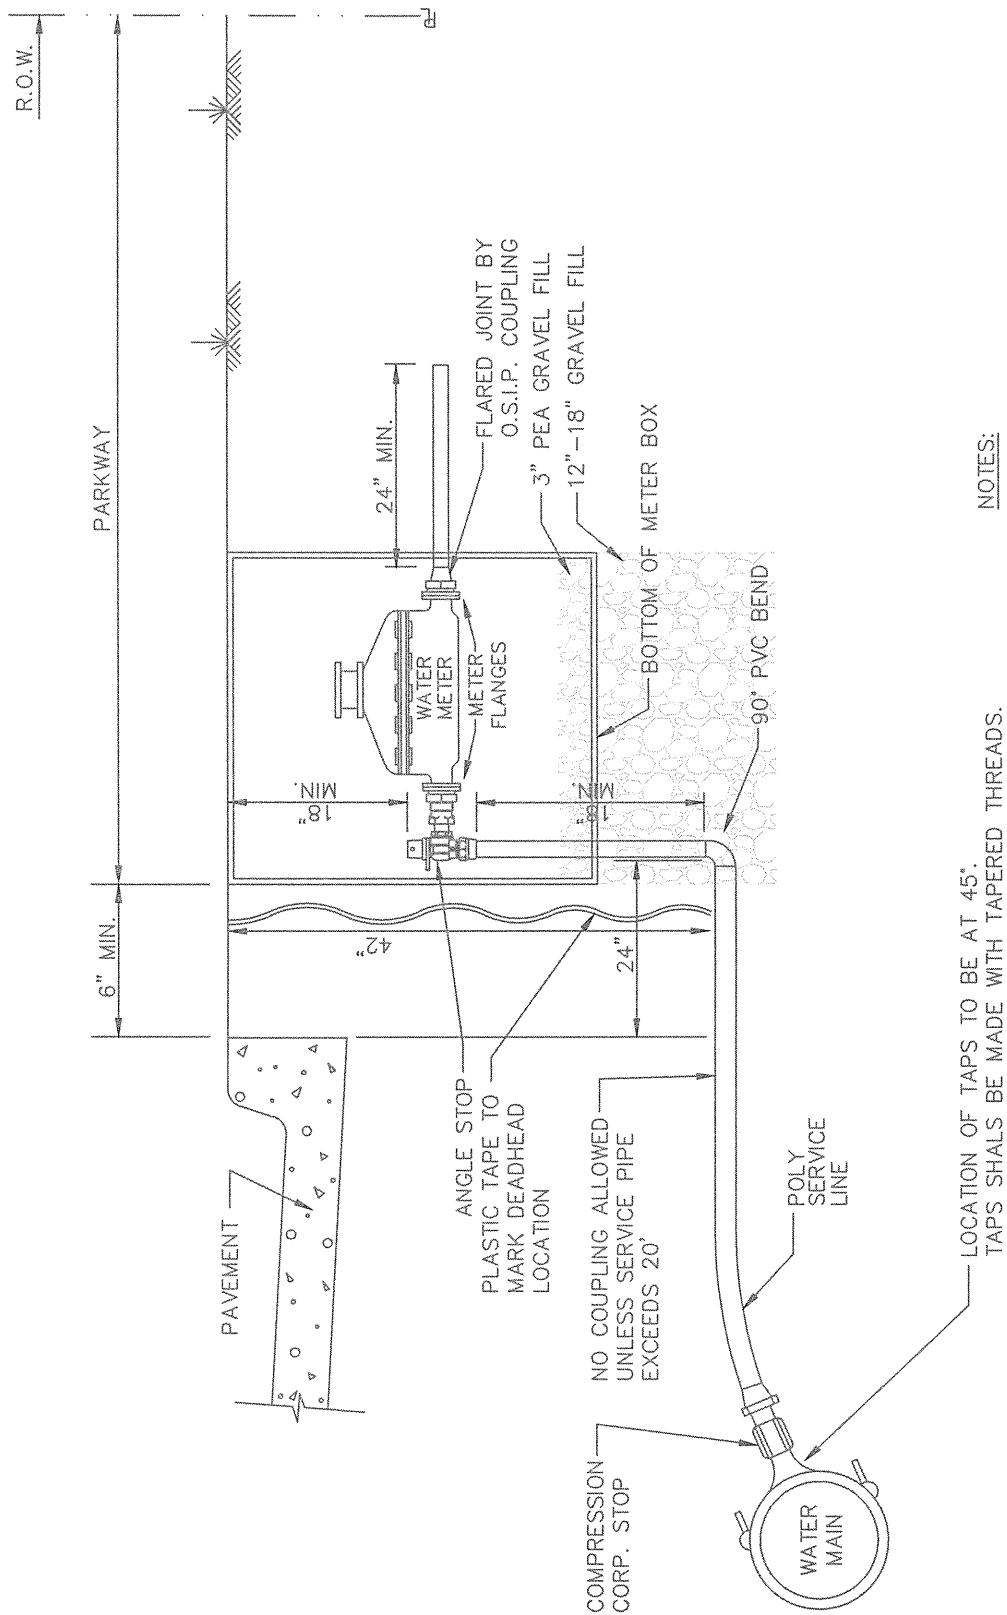 R.O.W.
PARKWAY
6" MIN.
PAVEMENT
24" MIN.
FLARED JOINT BY
O.S.I.P. COUPLING
3" PEA GRAVEL FILL
12"-18" GRAVEL FILL
BOTTOM OF METER BOX
90° PVC BEND
WATER
METER
METER
FLANGES
18"
MIN.
18"
MIN.
42"
24"
ANGLE STOP
PLASTIC TAPE TO
MARK DEADHEAD
LOCATION
NO COUPLING ALLOWED
UNLESS SERVICE PIPE
EXCEEDS 20'
POLY
SERVICE
LINE
COMPRESSION
CORP. STOP
WATER
MAIN
LOCATION OF TAPS TO BE AT 45°.
TAPS SHALS BE MADE WITH TAPERED THREADS.
NOTES:
PL